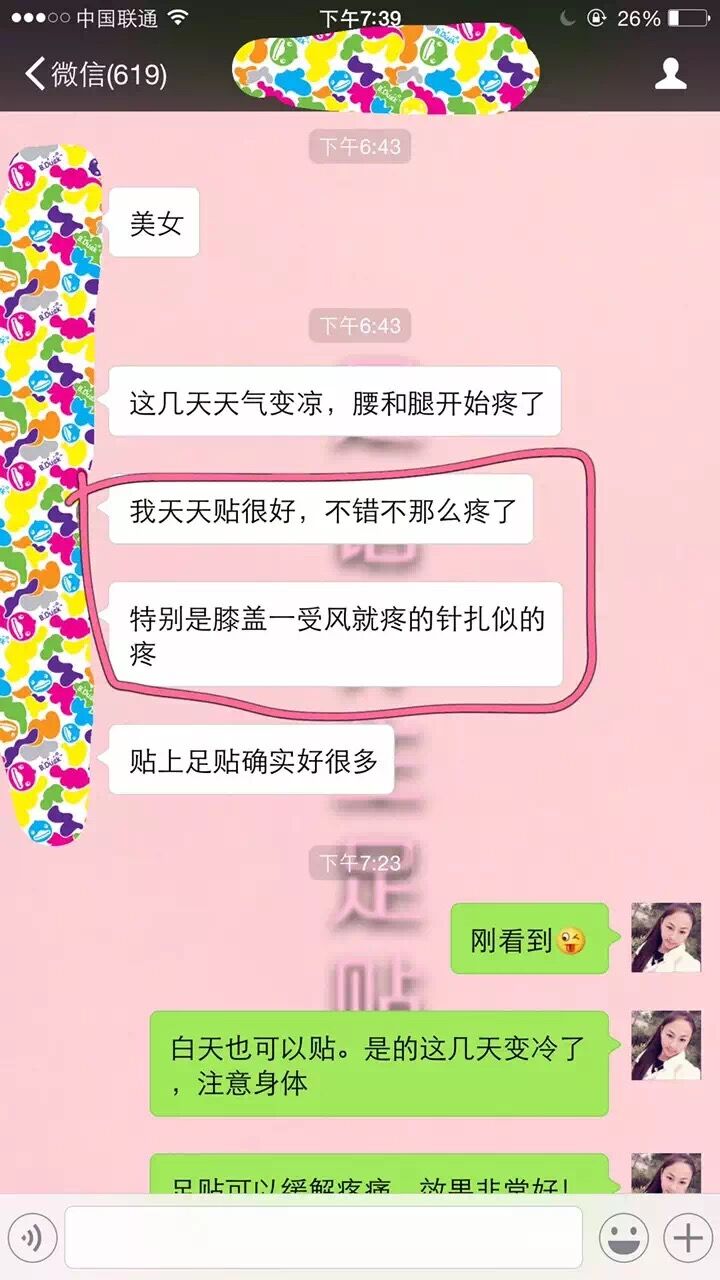 中国联通 下午7:39 26%
微信(619)
下午6:43
美女
下午6:43
这几天天气变凉，腰和腿开始疼了
我天天贴很好，不错不那么疼了
特别是膝盖一受风就疼的针扎似的
疼
贴上足贴确实好很多
下午7:23
刚看到😜
白天也可以贴。是的这几天变冷了
，注意身体
足贴可以缓解疼痛，效果非常好！
足
贴